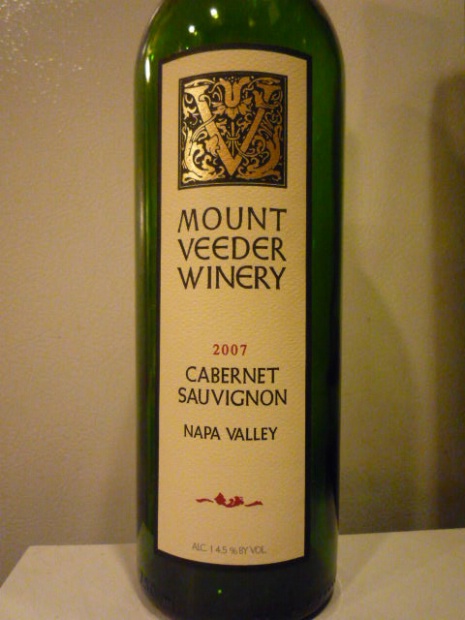 V
MOUNT
VEEDER
WINERY
2007
CABERNET
SAUVIGNON
NAPA VALLEY
ALC. 14.5 % BY VOL.